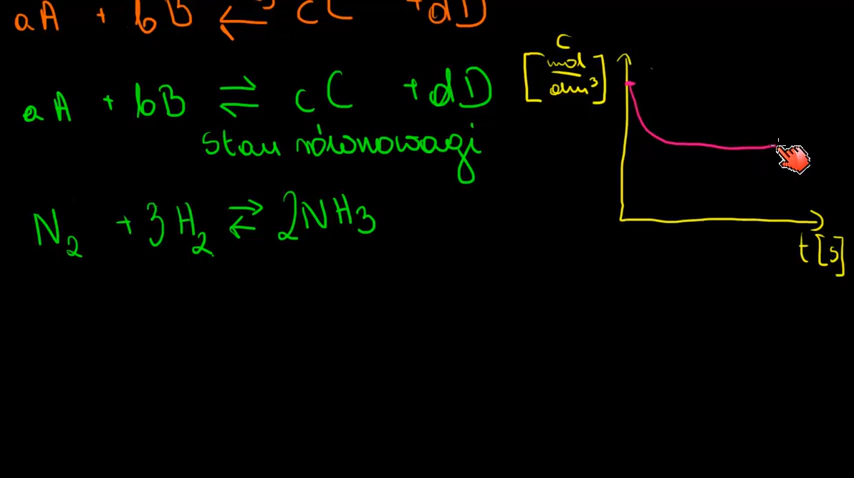 aA + bB ⇌ cC + dD
aA + bB ⇌ cC + dD
stan równowagi
N₂ + 3H₂ ⇌ 2NH3
C
[mol/dm³]
t[s]